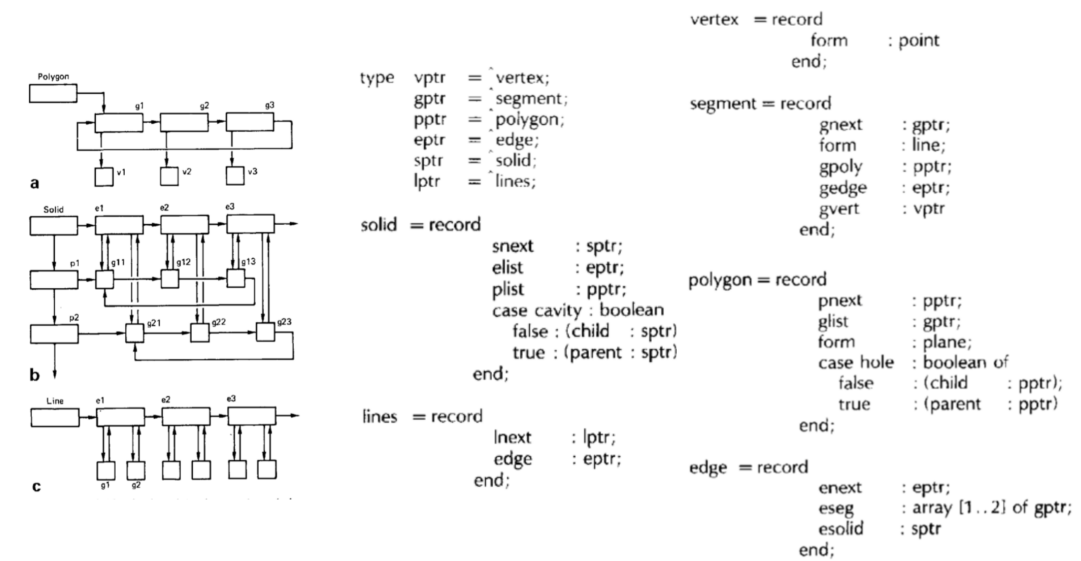 Polygon
g1 g2 g3
v1 v2 v3
a
Solid e1 e2 e3
p1 g11 g12 g13
p2 g21 g22 g23
b
Line e1 e2 e3
g1 g2
c
type vptr = ^vertex;
gptr = ^segment;
pptr = ^polygon;
eptr = ^edge;
sptr = ^solid;
lptr = ^lines;
solid = record
snext : sptr;
elist : eptr;
plist : pptr;
case cavity : boolean
false : (child : sptr)
true : (parent : sptr)
end;
lines = record
lnext : lptr;
edge : eptr;
end;
vertex = record
form : point
end;
segment = record
gnext : gptr;
form : line;
gpoly : pptr;
gedge : eptr;
gvert : vptr
end;
polygon = record
pnext : pptr;
glist : gptr;
form : plane;
case hole : boolean of
false : (child : pptr);
true : (parent : pptr)
end;
edge = record
enext : eptr;
eseg : array [1..2] of gptr;
esolid : sptr
end;